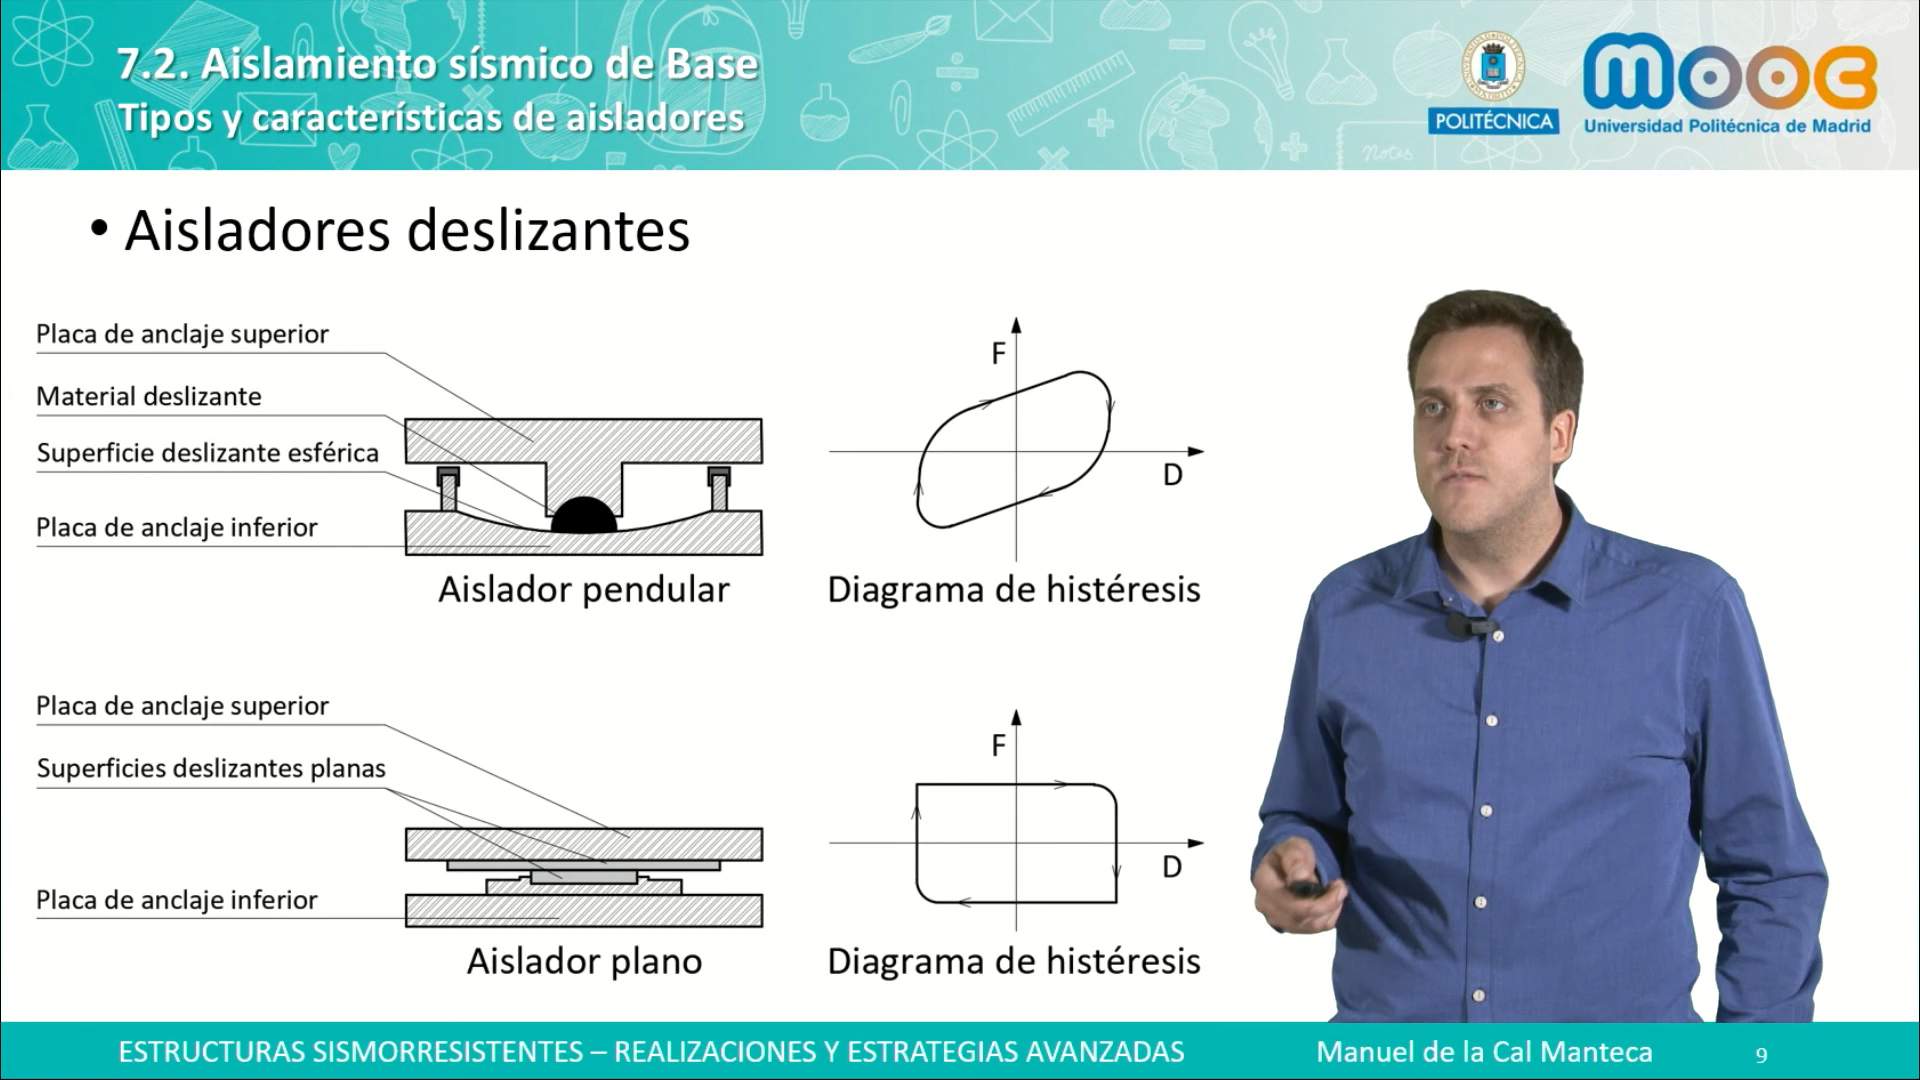 7.2. Aislamiento sísmico de Base
Tipos y características de aisladores
POLITÉCNICA
mooc
Universidad Politécnica de Madrid
Notes
• Aisladores deslizantes
Placa de anclaje superior
Material deslizante
Superficie deslizante esférica
Placa de anclaje inferior
Aislador pendular
F
D
Diagrama de histéresis
Placa de anclaje superior
Superficies deslizantes planas
Placa de anclaje inferior
Aislador plano
F
D
Diagrama de histéresis
ESTRUCTURAS SISMORRESISTENTES – REALIZACIONES Y ESTRATEGIAS AVANZADAS
Manuel de la Cal Manteca
9